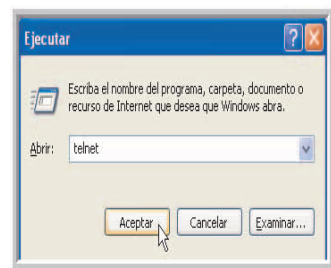 Ejecutar
Escriba el nombre del programa, carpeta, documento o
recurso de Internet que desea que Windows abra.
Abrir: telnet
Aceptar Cancelar Examinar...